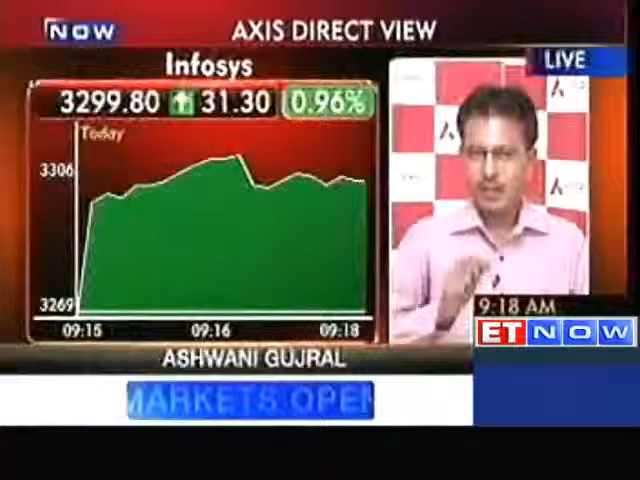 NOW
AXIS DIRECT VIEW
LIVE
Infosys
3299.80 31.30 0.96%
Today
3306
3269
09:15 09:16 09:18
9:18 AM
ET NOW
ASHWANI GUJRAL
MARKETS OPEN